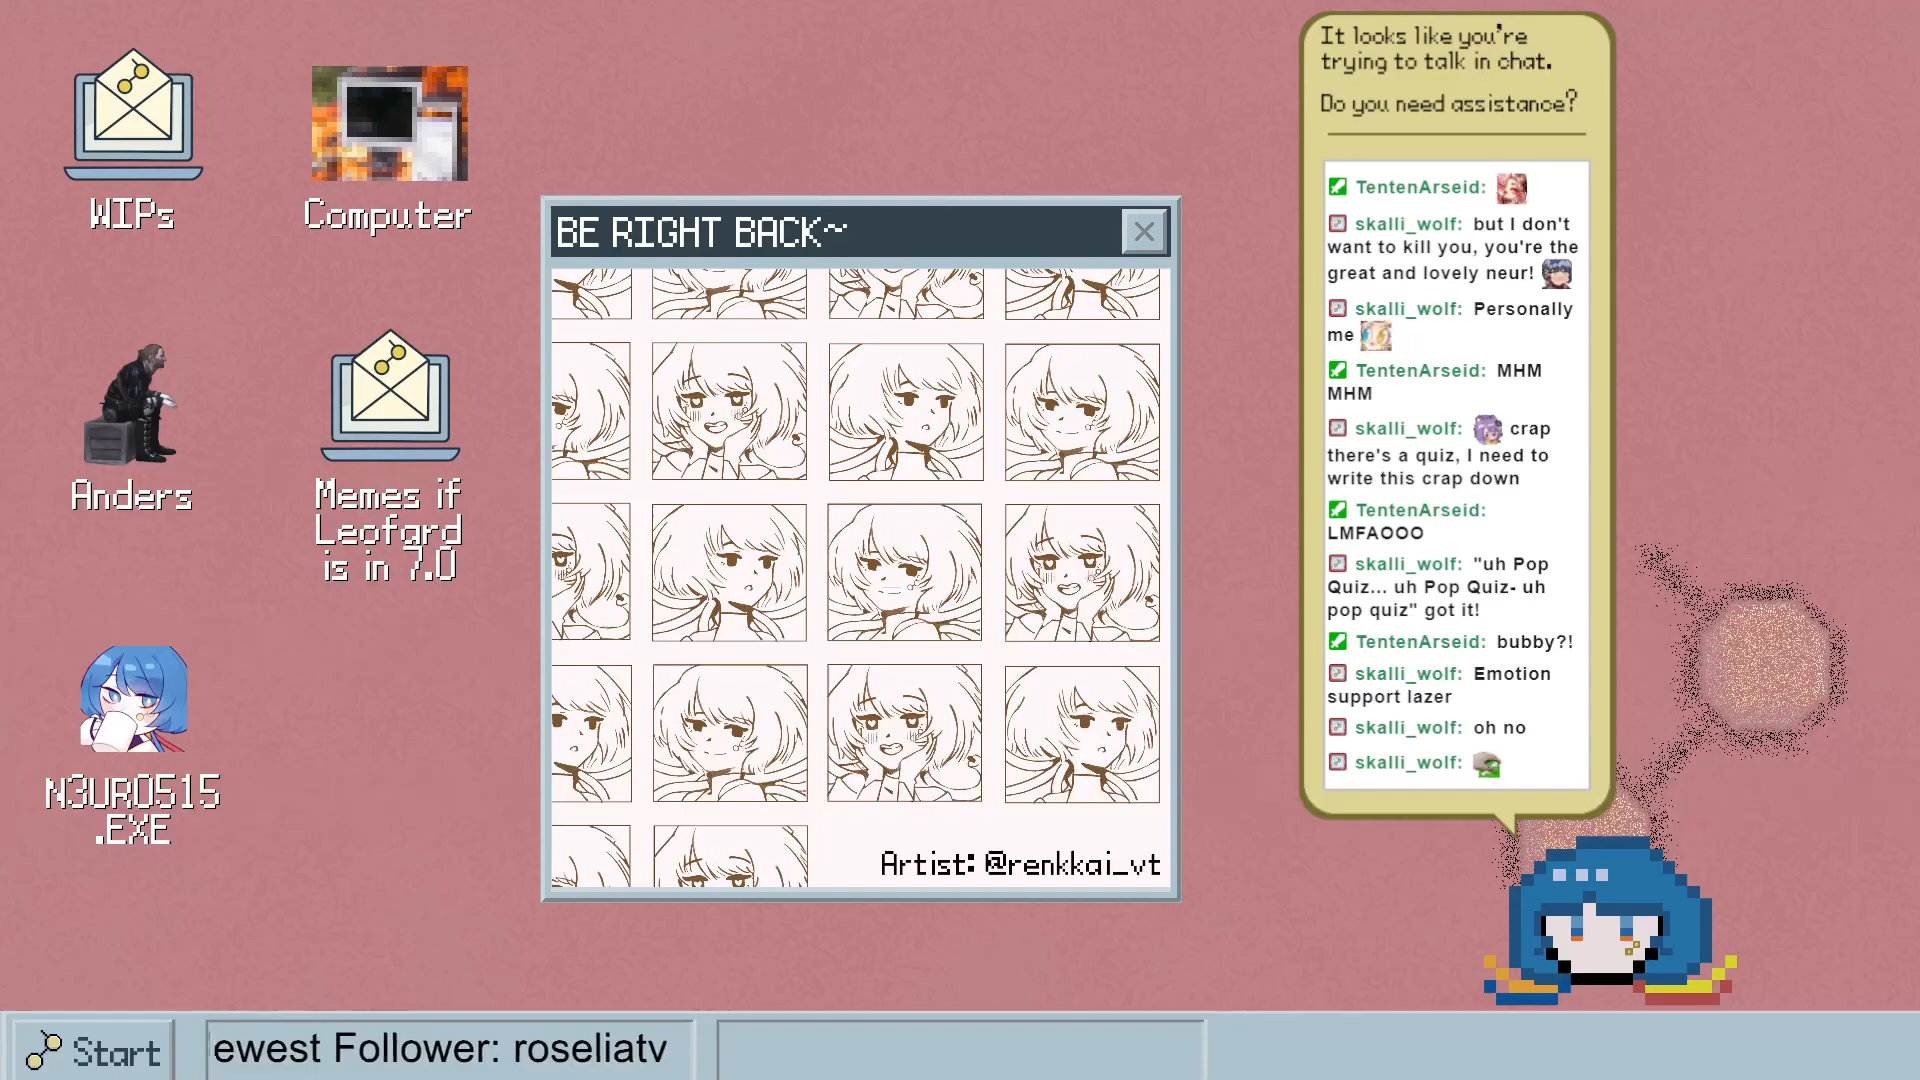 WIPs
Computer
Anders
Memes if
Leofard
is in 7.0
N3UR0515
.EXE
BE RIGHT BACK~
Artist: @renkkai_vt
It looks like you're
trying to talk in chat.
Do you need assistance?
TentenArseid:
skalli_wolf: but I don't
want to kill you, you're the
great and lovely neur!
skalli_wolf: Personally
me
TentenArseid: MHM
MHM
skalli_wolf: crap
there's a quiz, I need to
write this crap down
TentenArseid:
LMFAOOO
skalli_wolf: "uh Pop
Quiz... uh Pop Quiz- uh
pop quiz" got it!
TentenArseid: bubby?!
skalli_wolf: Emotion
support lazer
skalli_wolf: oh no
skalli_wolf:
Start
ewest Follower: roseliatv